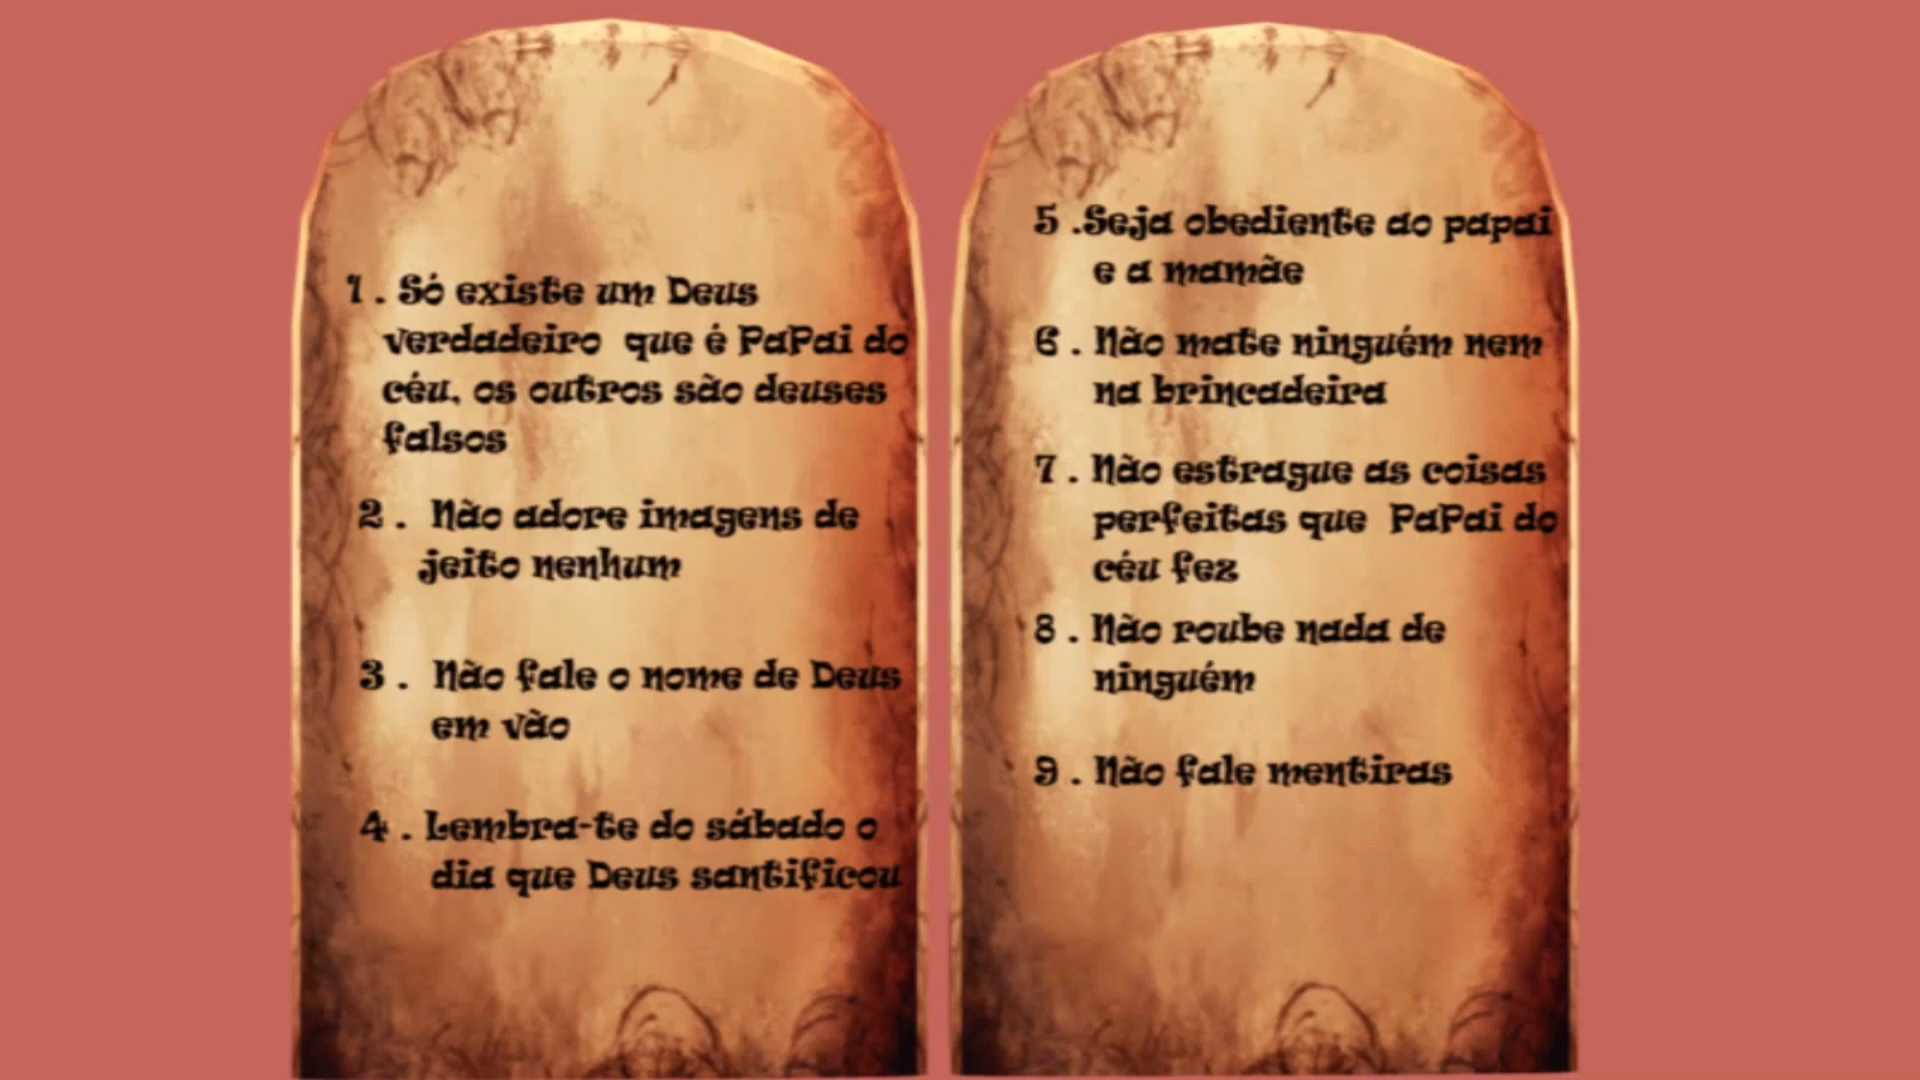 1 . Só existe um Deus
verdadeiro que é PaPai do
céu, os outros são deuses
falsos
2 . Não adore imagens de
jeito nenhum
3 . Não fale o nome de Deus
em vão
4 . Lembra-te do sábado o
dia que Deus santificou
5 .Seja obediente ao papai
e a mamãe
6 . Não mate ninguém nem
na brincadeira
7 . Não estrague as coisas
perfeitas que PaPai do
céu fez
8 . Não roube nada de
ninguém
9 . Não fale mentiras